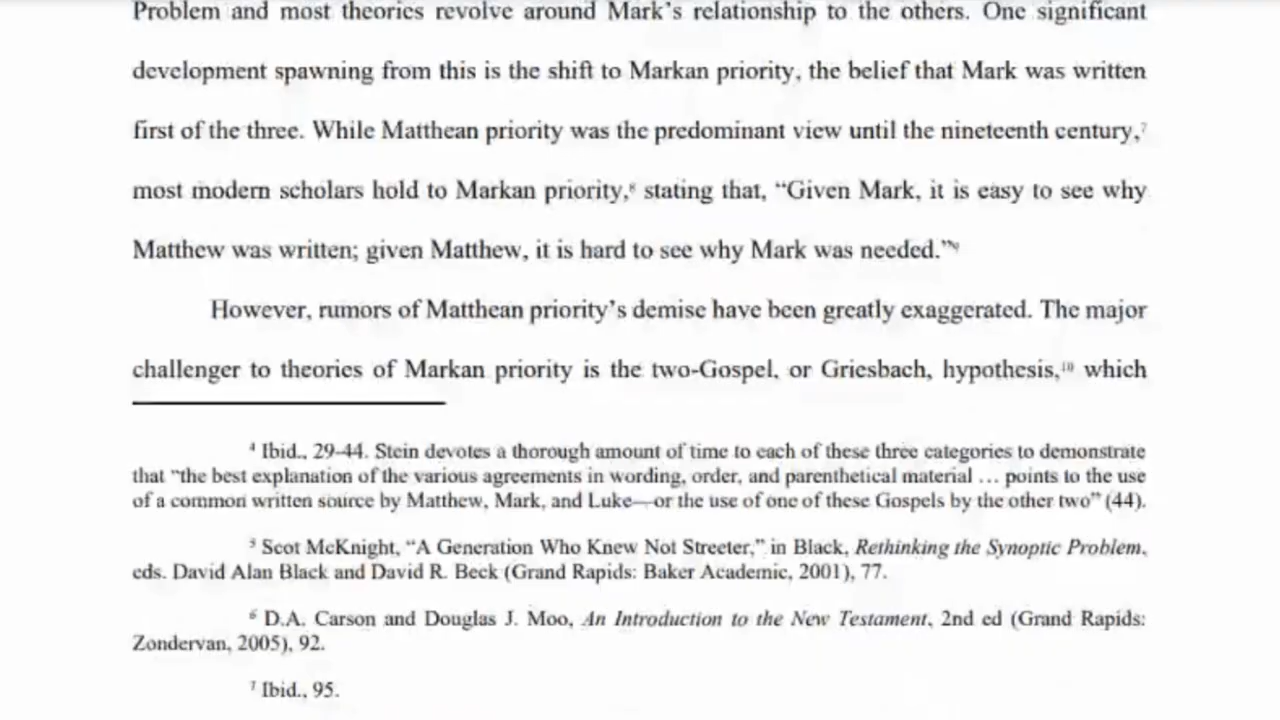 Problem and most theories revolve around Mark's relationship to the others. One significant
development spawning from this is the shift to Markan priority, the belief that Mark was written
first of the three. While Matthean priority was the predominant view until the nineteenth century,⁷
most modern scholars hold to Markan priority,⁸ stating that, “Given Mark, it is easy to see why
Matthew was written; given Matthew, it is hard to see why Mark was needed.”⁹
However, rumors of Matthean priority's demise have been greatly exaggerated. The major
challenger to theories of Markan priority is the two-Gospel, or Griesbach, hypothesis,¹⁰ which
⁴ Ibid., 29-44. Stein devotes a thorough amount of time to each of these three categories to demonstrate
that “the best explanation of the various agreements in wording, order, and parenthetical material … points to the use
of a common written source by Matthew, Mark, and Luke—or the use of one of these Gospels by the other two” (44).
⁵ Scot McKnight, “A Generation Who Knew Not Streeter,” in Black, Rethinking the Synoptic Problem,
eds. David Alan Black and David R. Beck (Grand Rapids: Baker Academic, 2001), 77.
⁶ D.A. Carson and Douglas J. Moo, An Introduction to the New Testament, 2nd ed (Grand Rapids:
Zondervan, 2005), 92.
⁷ Ibid., 95.